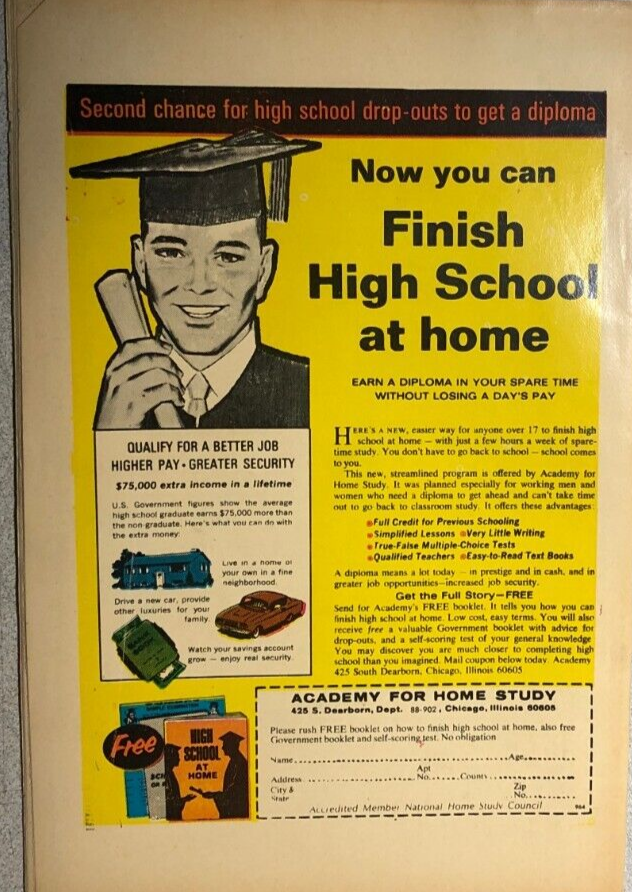 Second chance for high school drop-outs to get a diploma
Now you can
Finish
High School
at home
EARN A DIPLOMA IN YOUR SPARE TIME
WITHOUT LOSING A DAY'S PAY
HERE'S A NEW, easier way for anyone over 17 to finish high
school at home — with just a few hours a week of spare-
time study. You don't have to go back to school — school comes
to you.
This new, streamlined program is offered by Academy for
Home Study. It was planned especially for working men and
women who need a diploma to get ahead and can't take time
out to go back to classroom study. It offers these advantages:
Full Credit for Previous Schooling
Simplified Lessons Very Little Writing
True-False Multiple-Choice Tests
Qualified Teachers Easy-to-Read Text Books
A diploma means a lot today — in prestige and in cash, and in
greater job opportunities—increased job security.
Get the Full Story—FREE
Send for Academy's FREE booklet. It tells you how you can
finish high school at home. Low cost, easy terms. You will also
receive free a valuable Government booklet with advice for
drop-outs, and a self-scoring test of your general knowledge
You may discover you are much closer to completing high
school than you imagined. Mail coupon below today. Academy
425 South Dearborn, Chicago, Illinois 60605
QUALIFY FOR A BETTER JOB
HIGHER PAY • GREATER SECURITY
$75,000 extra income in a lifetime
U.S. Government figures show the average
high school graduate earns $75,000 more than
the non-graduate. Here's what you can do with
the extra money:
Live in a home of
your own in a fine
neighborhood.
Drive a new car, provide
other luxuries for your
family.
Watch your savings account
grow — enjoy real security.
Free
HIGH
SCHOOL
AT
HOME
ACADEMY FOR HOME STUDY
425 S. Dearborn, Dept. 88-902, Chicago, Illinois 60605
Please rush FREE booklet on how to finish high school at home, also free
Government booklet and self-scoring test. No obligation
Name Age
Address Apt No. County
City & State Zip No.
Accredited Member National Home Study Council